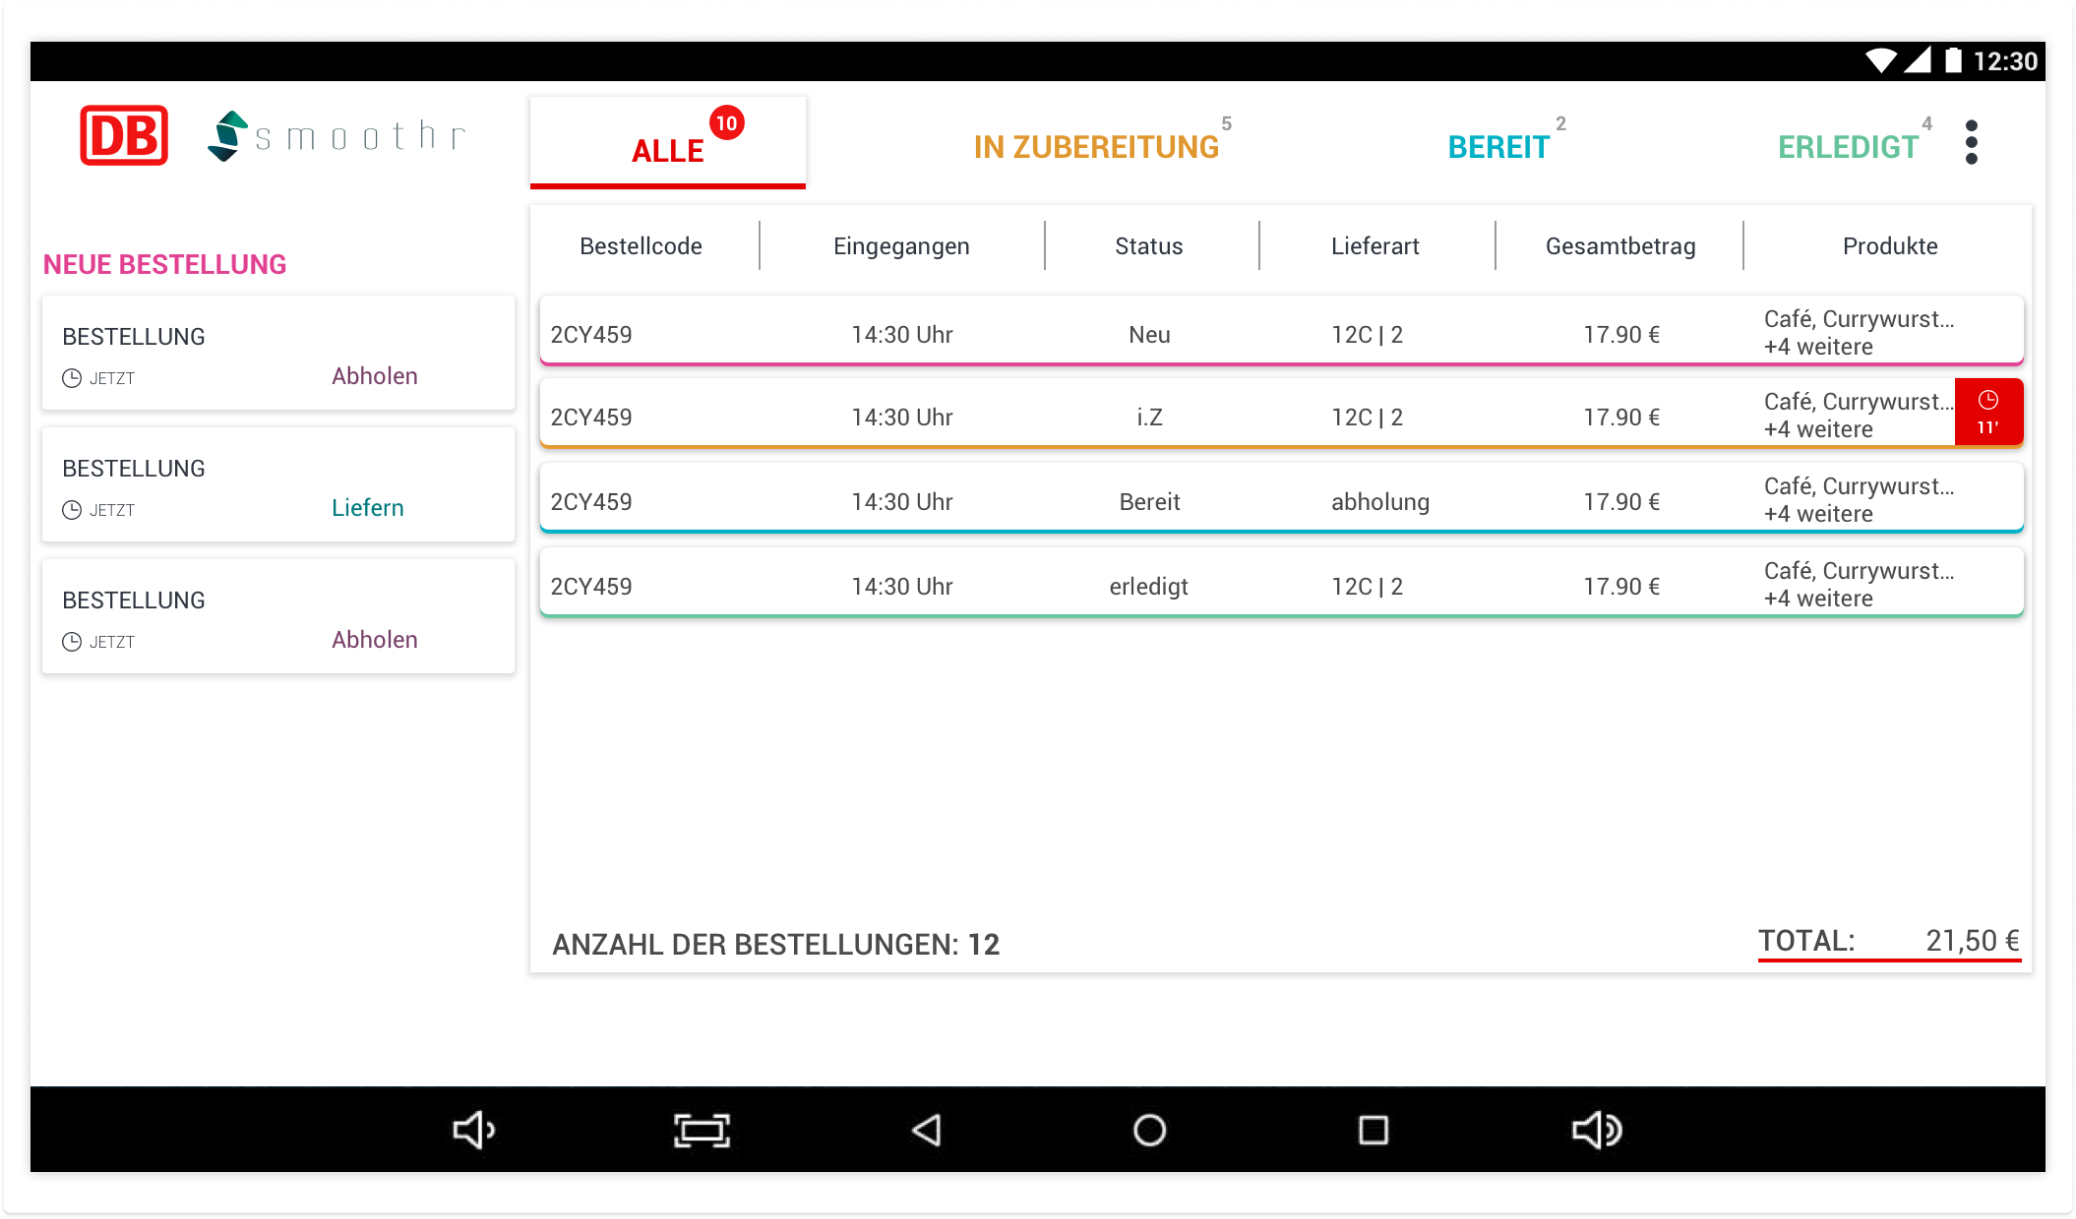 12:30
DB smoothr
ALLE 10
IN ZUBEREITUNG 5
BEREIT 2
ERLEDIGT 4
NEUE BESTELLUNG
BESTELLUNG
JETZT Abholen
BESTELLUNG
JETZT Liefern
BESTELLUNG
JETZT Abholen
Bestellcode Eingegangen Status Lieferart Gesamtbetrag Produkte
2CY459 14:30 Uhr Neu 12C | 2 17.90 € Café, Currywurst...
+4 weitere
2CY459 14:30 Uhr i.Z 12C | 2 17.90 € Café, Currywurst...
+4 weitere
11'
2CY459 14:30 Uhr Bereit abholung 17.90 € Café, Currywurst...
+4 weitere
2CY459 14:30 Uhr erledigt 12C | 2 17.90 € Café, Currywurst...
+4 weitere
ANZAHL DER BESTELLUNGEN: 12
TOTAL: 21,50 €